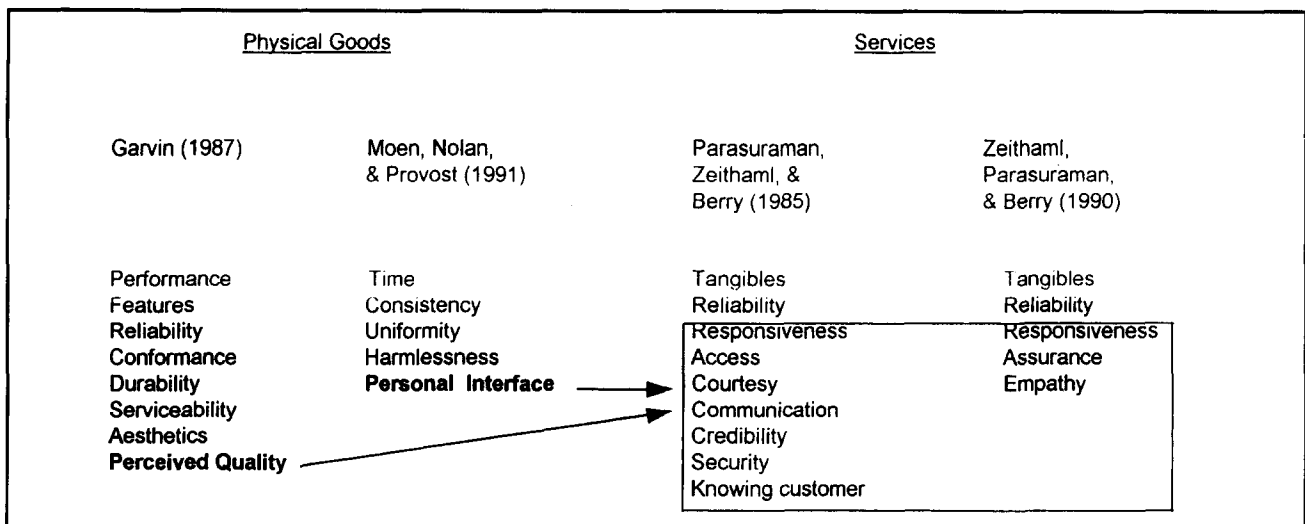 Physical Goods
Services
Garvin (1987)
Moen, Nolan,
& Provost (1991)
Parasuraman,
Zeithaml, &
Berry (1985)
Zeithaml,
Parasuraman,
& Berry (1990)
Performance
Features
Reliability
Conformance
Durability
Serviceability
Aesthetics
Perceived Quality
Time
Consistency
Uniformity
Harmlessness
Personal Interface
Tangibles
Reliability
Responsiveness
Access
Courtesy
Communication
Credibility
Security
Knowing customer
Tangibles
Reliability
Responsiveness
Assurance
Empathy